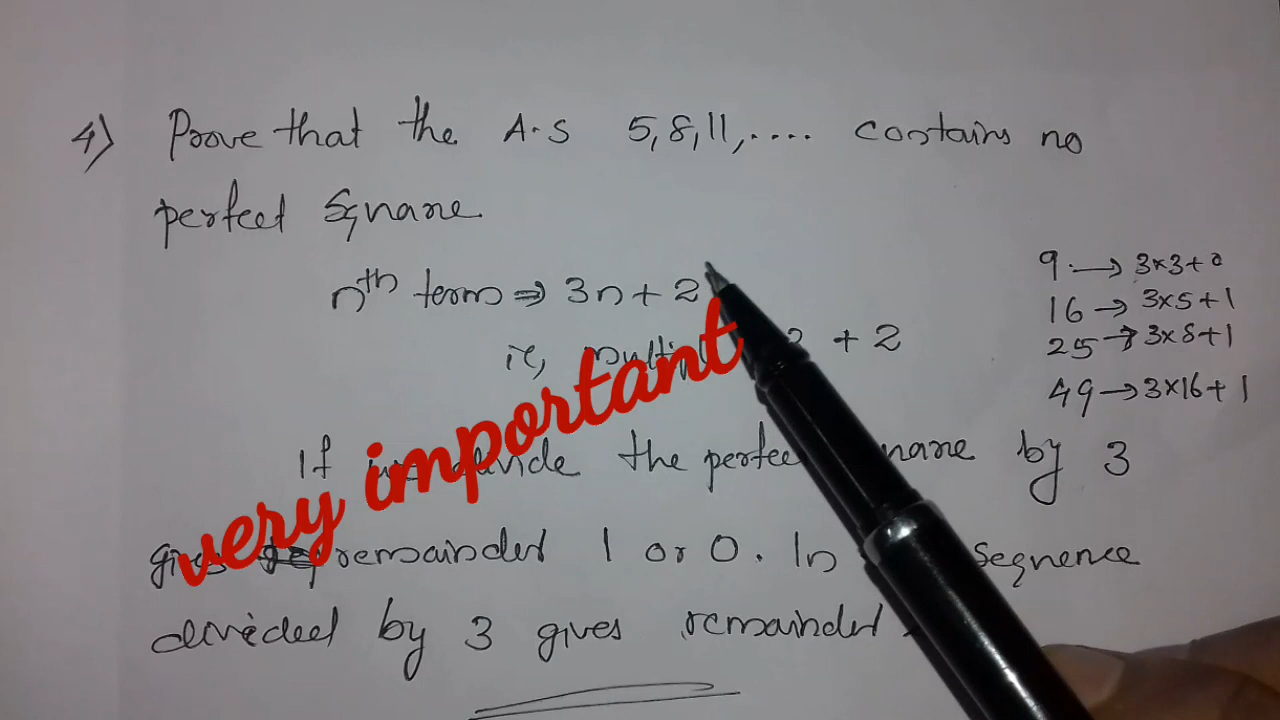 4) Prove that the A.S 5,8,11,.... contains no
perfect Square
nth term ⇒ 3n+2
ie, + 2
9 → 3×3+0
16 → 3×5+1
25 → 3×8+1
49 → 3×16+1
very important
If divide the perfect by 3
gives remainder 1 or 0. In Sequence
devided by 3 gives remainder